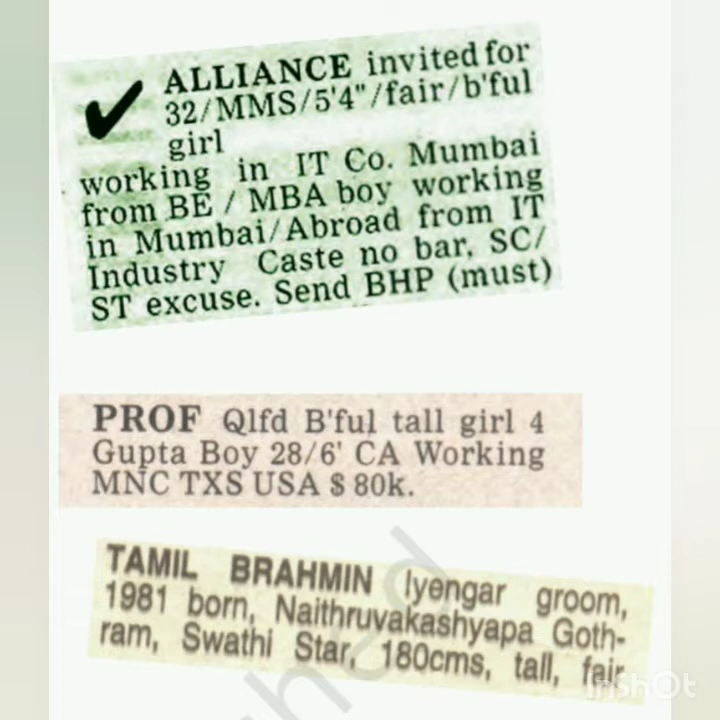 ✔ ALLIANCE invited for
32/MMS/5'4"/fair/b'ful
girl
working in IT Co. Mumbai
from BE / MBA boy working
in Mumbai/Abroad from IT
Industry Caste no bar, SC/
ST excuse. Send BHP (must)
PROF Qlfd B'ful tall girl 4
Gupta Boy 28/6' CA Working
MNC TXS USA $ 80k.
TAMIL BRAHMIN Iyengar groom,
1981 born, Naithruvakashyapa Goth-
ram, Swathi Star, 180cms, tall, fair
InShOt